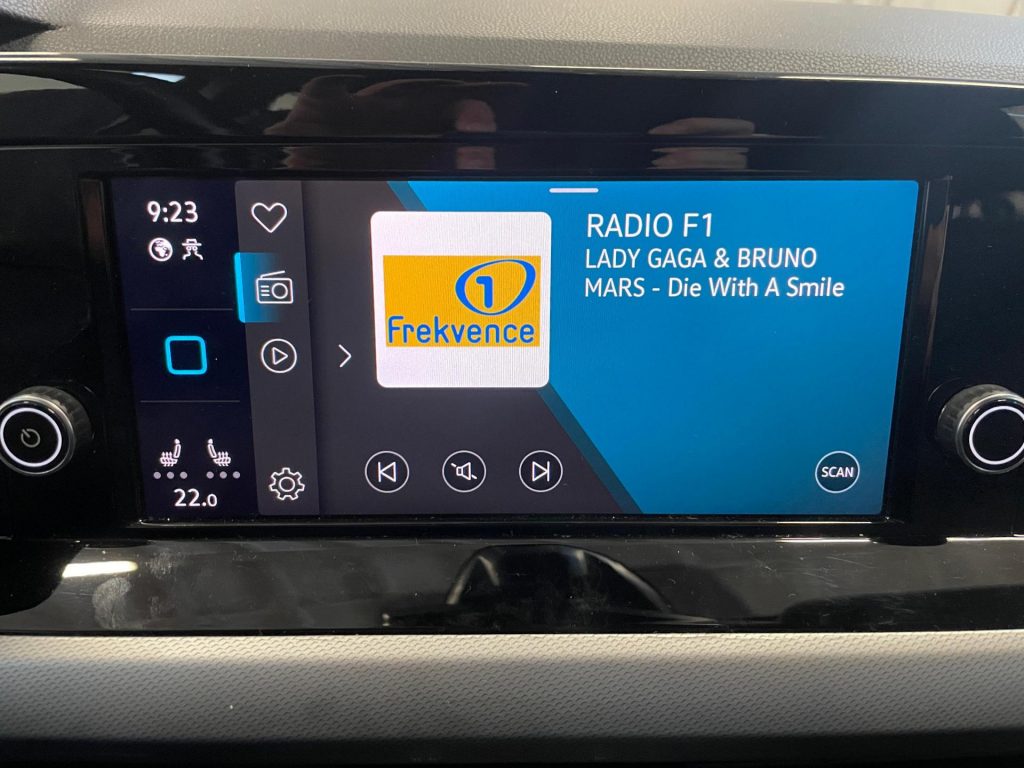 9:23
RADIO F1
LADY GAGA & BRUNO
MARS - Die With A Smile
1
Frekvence
SCAN
22.0